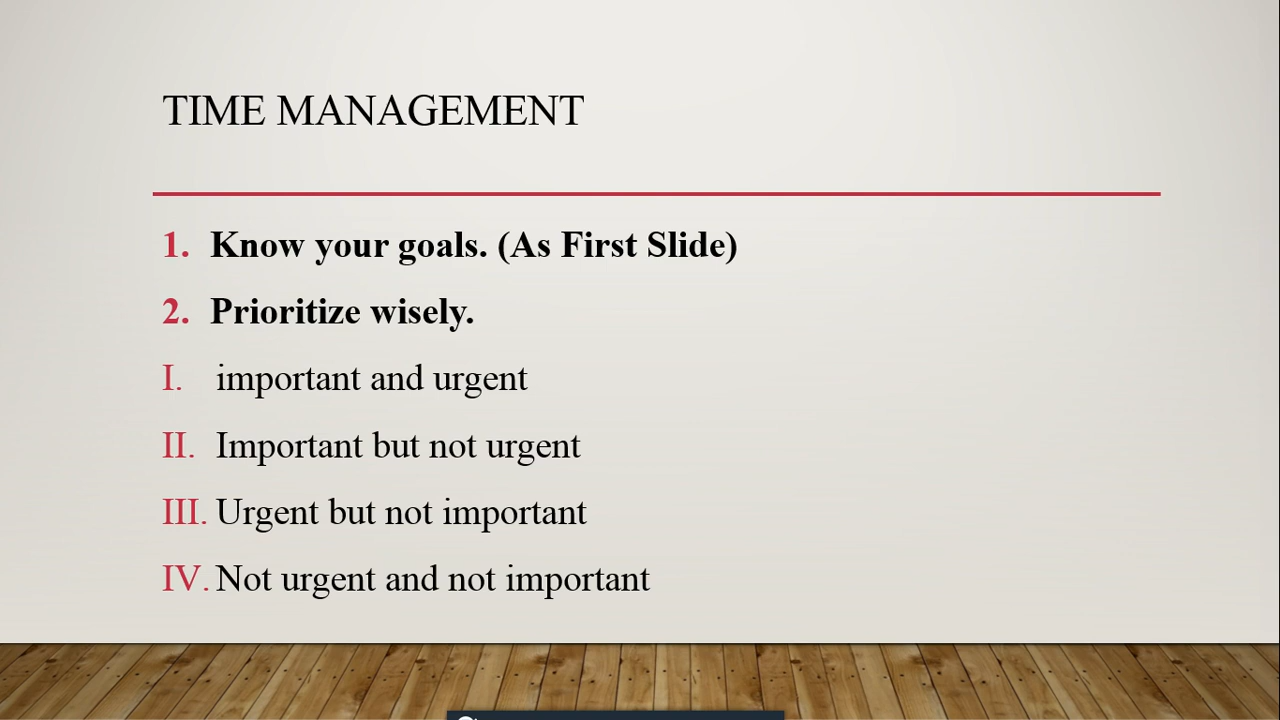 TIME MANAGEMENT
1. Know your goals. (As First Slide)
2. Prioritize wisely.
I. important and urgent
II. Important but not urgent
III. Urgent but not important
IV. Not urgent and not important